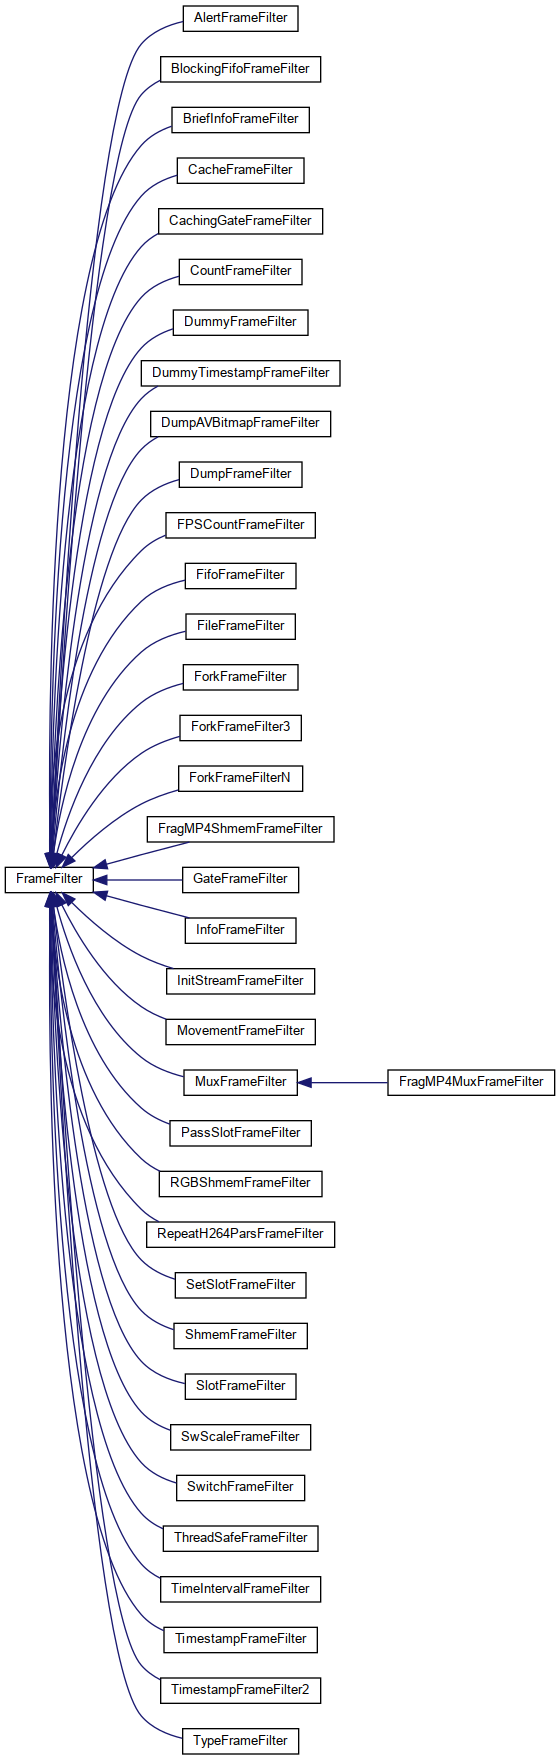 AlertFrameFilter
BlockingFifoFrameFilter
BriefInfoFrameFilter
CacheFrameFilter
CachingGateFrameFilter
CountFrameFilter
DummyFrameFilter
DummyTimestampFrameFilter
DumpAVBitmapFrameFilter
DumpFrameFilter
FPSCountFrameFilter
FifoFrameFilter
FileFrameFilter
ForkFrameFilter
ForkFrameFilter3
ForkFrameFilterN
FragMP4ShmemFrameFilter
FrameFilter
GateFrameFilter
InfoFrameFilter
InitStreamFrameFilter
MovementFrameFilter
MuxFrameFilter
FragMP4MuxFrameFilter
PassSlotFrameFilter
RGBShmemFrameFilter
RepeatH264ParsFrameFilter
SetSlotFrameFilter
ShmemFrameFilter
SlotFrameFilter
SwScaleFrameFilter
SwitchFrameFilter
ThreadSafeFrameFilter
TimeIntervalFrameFilter
TimestampFrameFilter
TimestampFrameFilter2
TypeFrameFilter